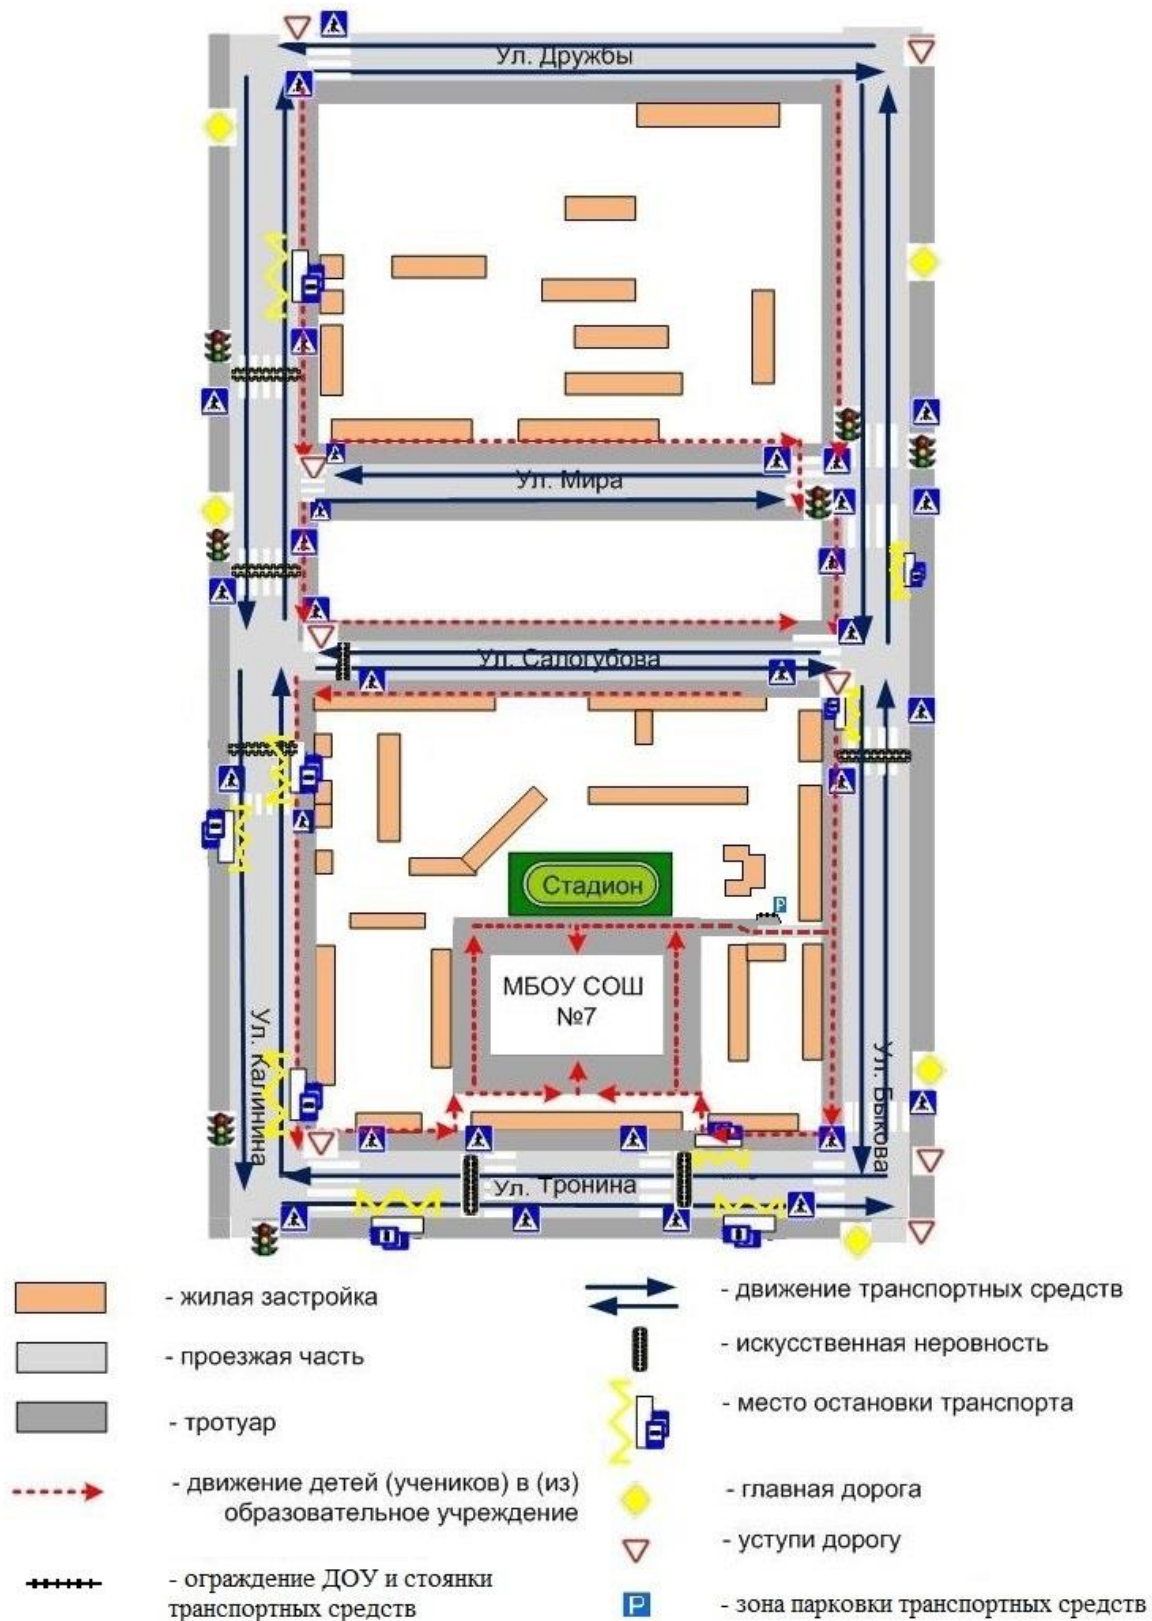 Ул. Дружбы
Ул. Мира
Ул. Салогубова
Стадион
P
МБОУ СОШ
№7
Ул. Калинина
Ул. Быкова
Ул. Тронина
- жилая застройка
- проезжая часть
- тротуар
- движение детей (учеников) в (из)
образовательное учреждение
- ограждение ДОУ и стоянки
транспортных средств
- движение транспортных средств
- искусственная неровность
- место остановки транспорта
- главная дорога
- уступи дорогу
P - зона парковки транспортных средств